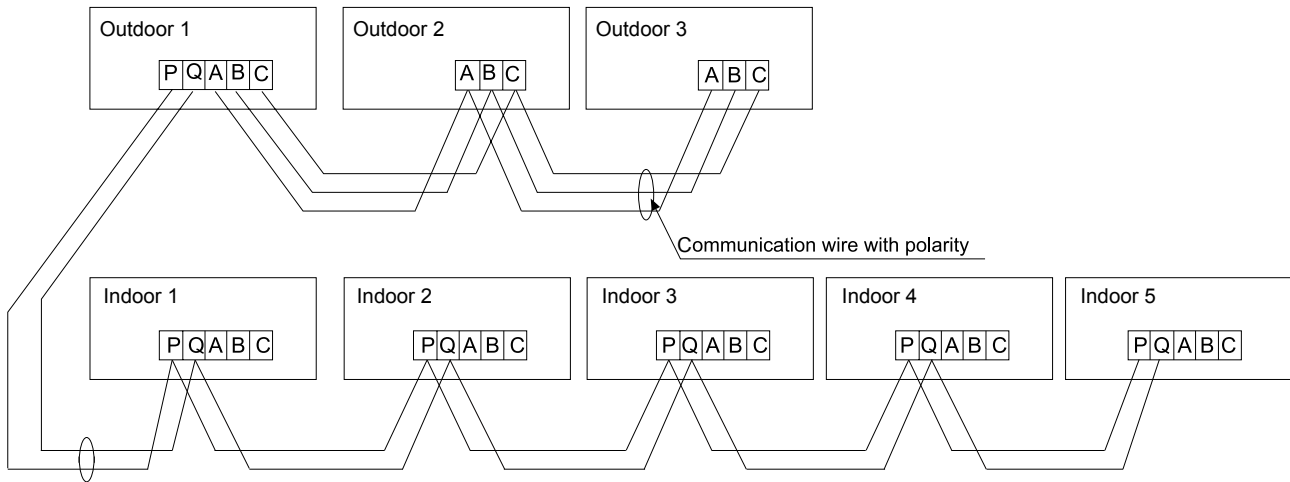 Outdoor 1
P Q A B C
Outdoor 2
A B C
Outdoor 3
A B C
Communication wire with polarity
Indoor 1
P Q A B C
Indoor 2
P Q A B C
Indoor 3
P Q A B C
Indoor 4
P Q A B C
Indoor 5
P Q A B C